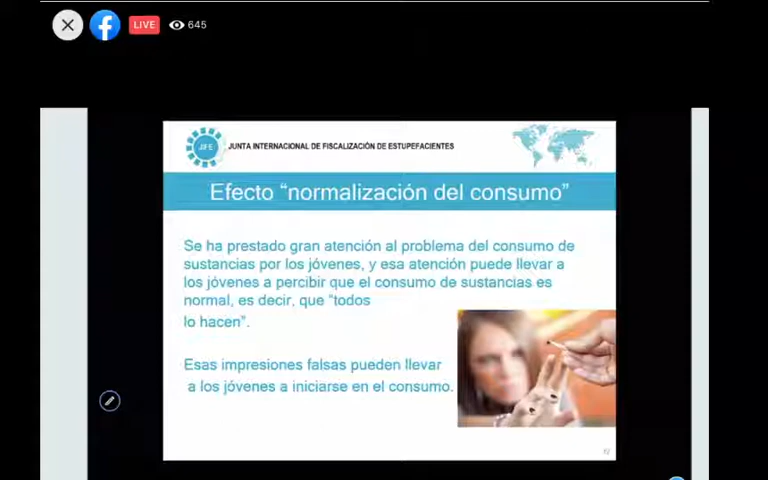 LIVE 645
JIFE
JUNTA INTERNACIONAL DE FISCALIZACIÓN DE ESTUPEFACIENTES
Efecto “normalización del consumo”
Se ha prestado gran atención al problema del consumo de
sustancias por los jóvenes, y esa atención puede llevar a
los jóvenes a percibir que el consumo de sustancias es
normal, es decir, que “todos
lo hacen”.
Esas impresiones falsas pueden llevar
a los jóvenes a iniciarse en el consumo.